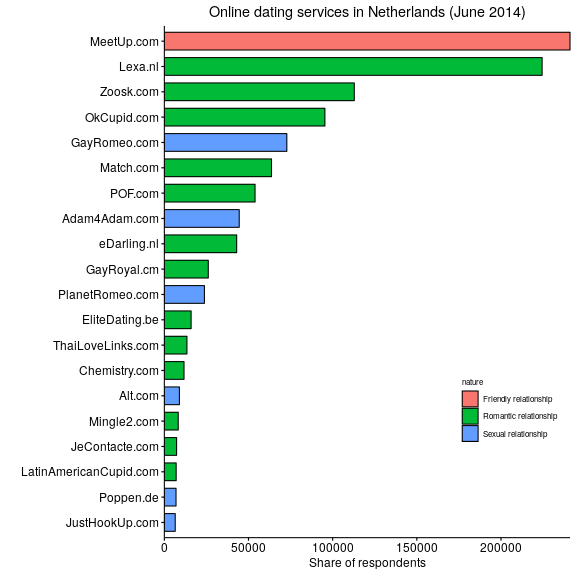 Online dating services in Netherlands (June 2014)
MeetUp.com
Lexa.nl
Zoosk.com
OkCupid.com
GayRomeo.com
Match.com
POF.com
Adam4Adam.com
eDarling.nl
GayRoyal.cm
PlanetRomeo.com
EliteDating.be
ThaiLoveLinks.com
Chemistry.com
Alt.com
Mingle2.com
JeContacte.com
LatinAmericanCupid.com
Poppen.de
JustHookUp.com
nature
Friendly relationship
Romantic relationship
Sexual relationship
0 50000 100000 150000 200000
Share of respondents